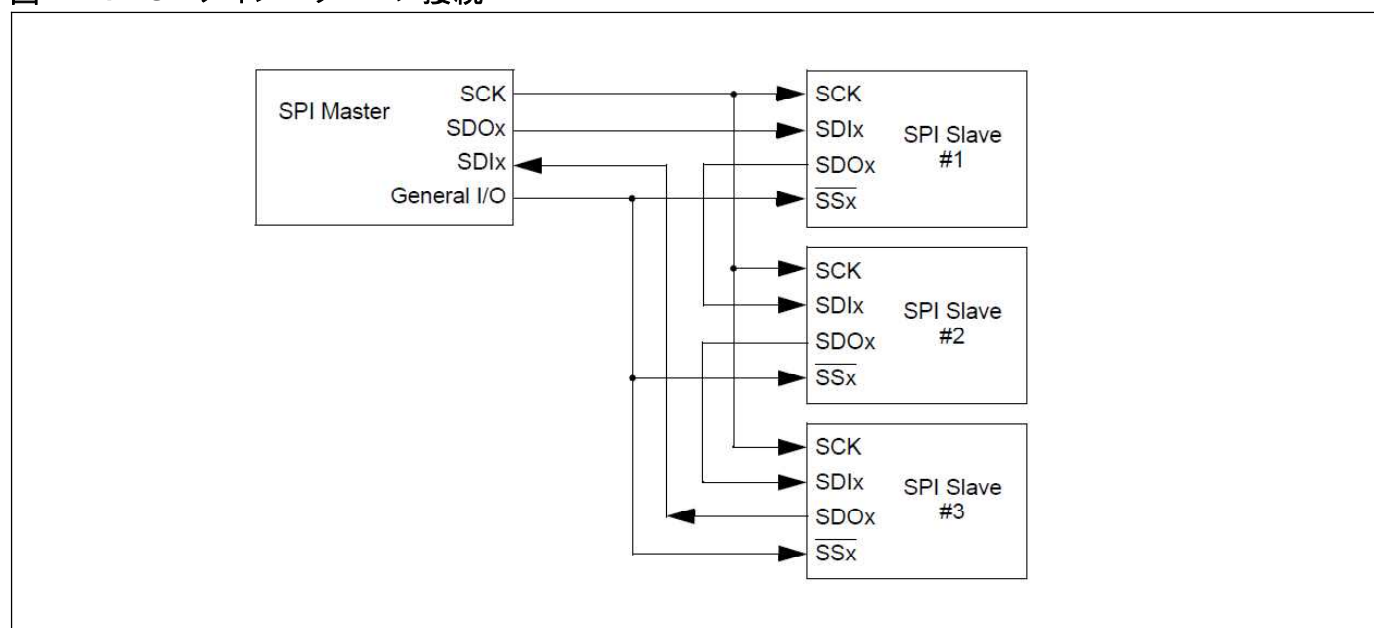 SPI Master
SCK
SDOx
SDIx
General I/O
SCK
SDIx
SDOx
SSx
SPI Slave
#1
SCK
SDIx
SDOx
SSx
SPI Slave
#2
SCK
SDIx
SDOx
SSx
SPI Slave
#3